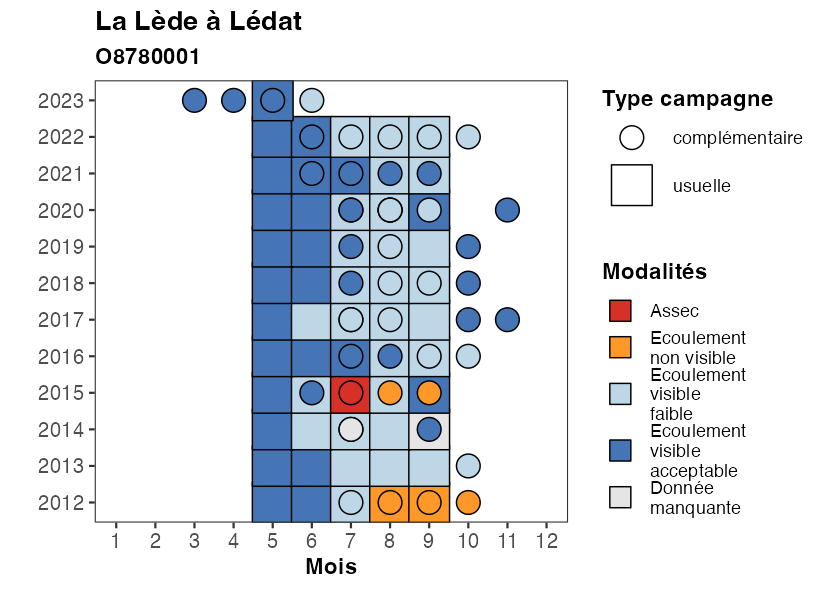 La Lède à Lédat
O8780001
2023
2022
2021
2020
2019
2018
2017
2016
2015
2014
2013
2012
1 2 3 4 5 6 7 8 9 10 11 12
Mois
Type campagne
complémentaire
usuelle
Modalités
Assec
Ecoulement
non visible
Ecoulement
visible
faible
Ecoulement
visible
acceptable
Donnée
manquante